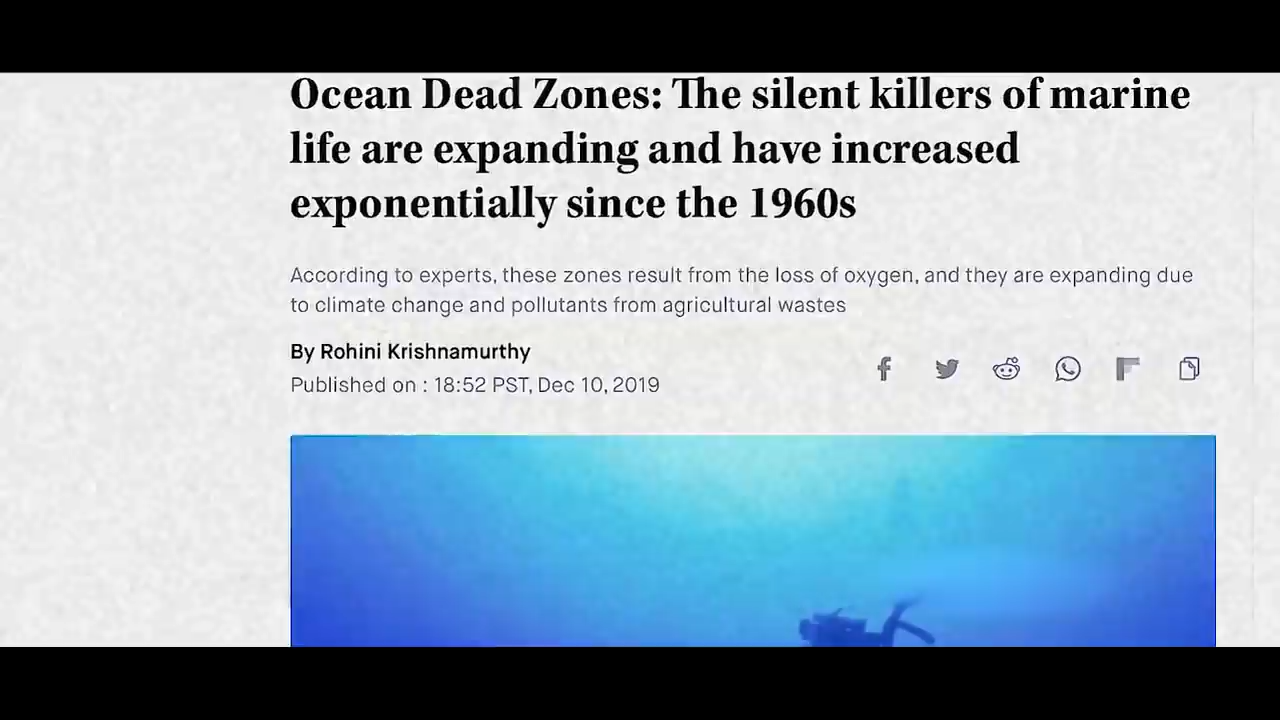 Ocean Dead Zones: The silent killers of marine
life are expanding and have increased
exponentially since the 1960s
According to experts, these zones result from the loss of oxygen, and they are expanding due
to climate change and pollutants from agricultural wastes
By Rohini Krishnamurthy
Published on : 18:52 PST, Dec 10, 2019